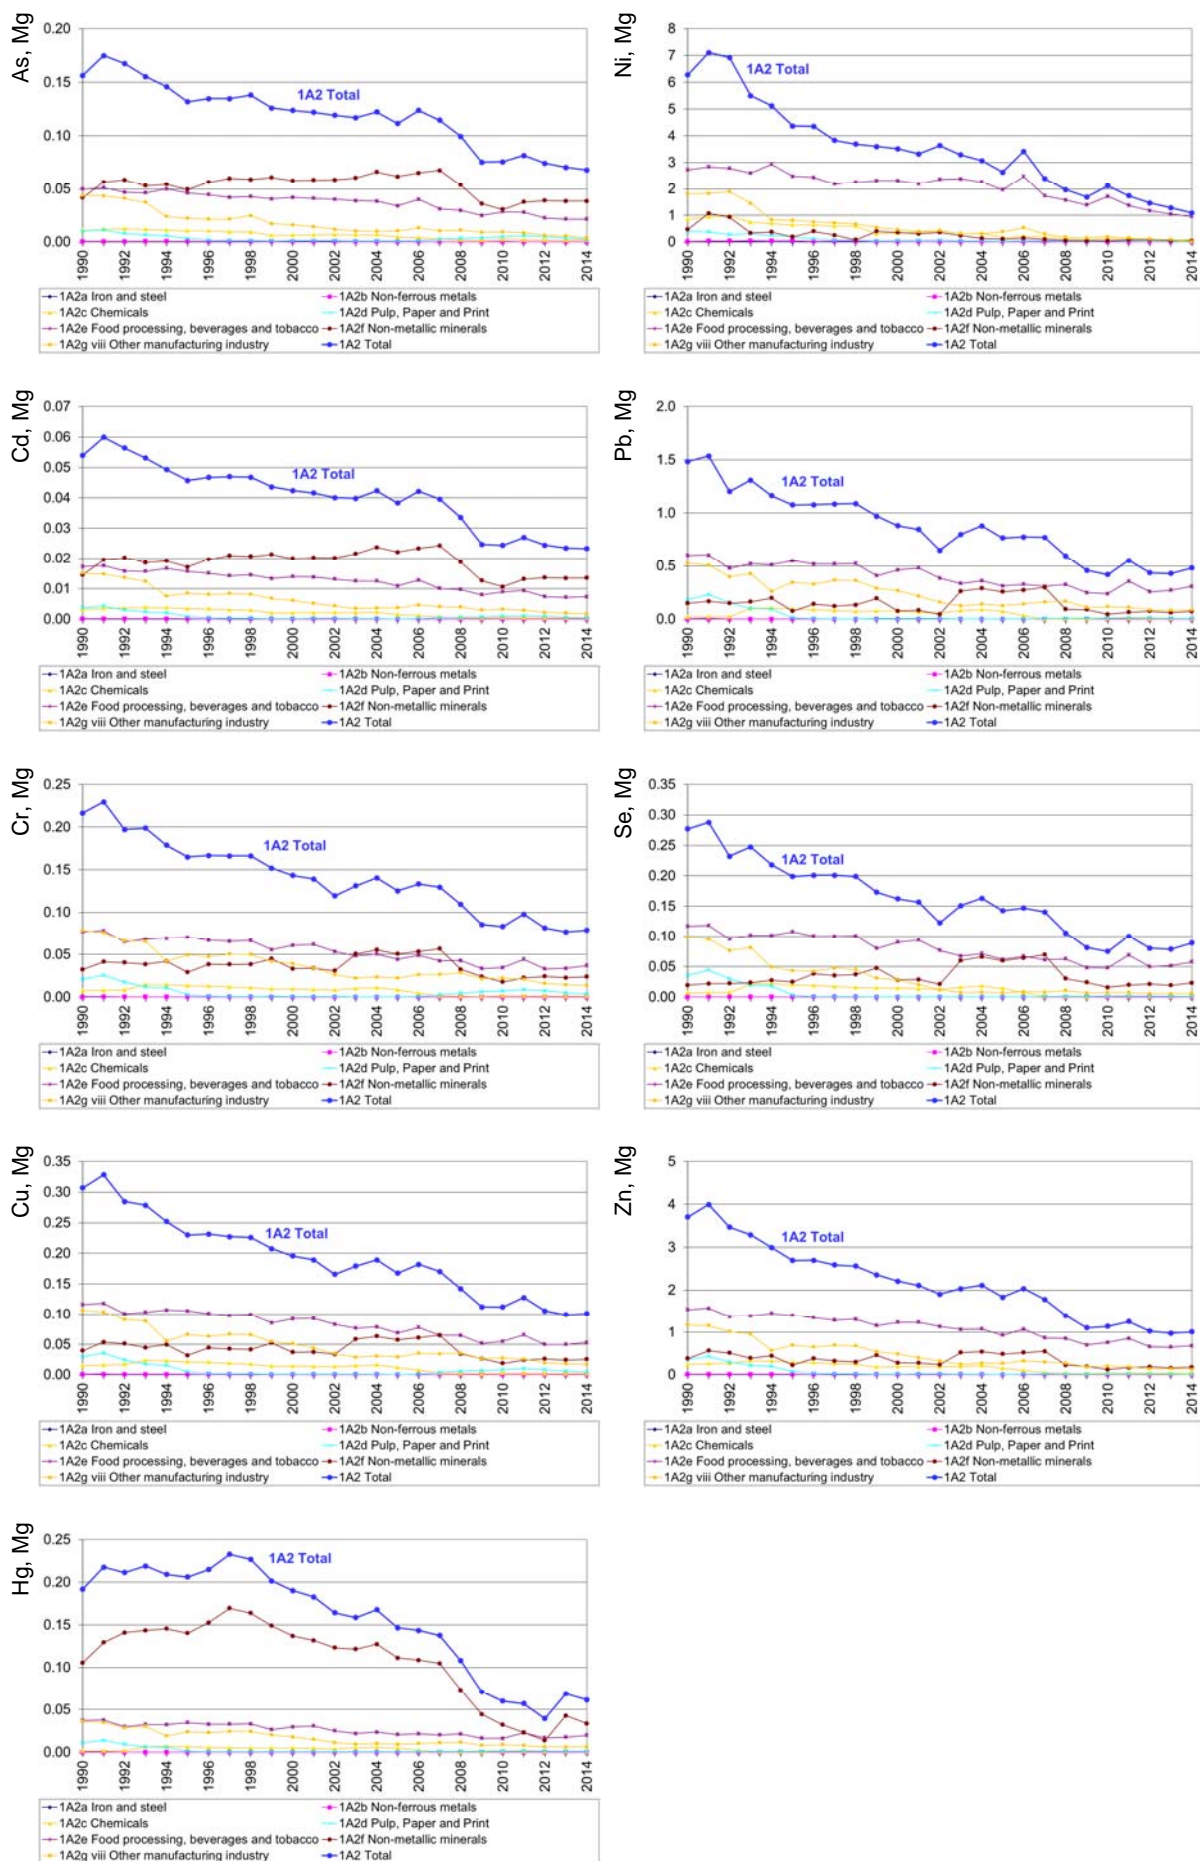 As, Mg
0.20
0.15
0.10
0.05
0.00
1A2 Total
1990 1992 1994 1996 1998 2000 2002 2004 2006 2008 2010 2012 2014
1A2a Iron and steel 1A2b Non-ferrous metals
1A2c Chemicals 1A2d Pulp, Paper and Print
1A2e Food processing, beverages and tobacco 1A2f Non-metallic minerals
1A2g viii Other manufacturing industry 1A2 Total
Ni, Mg
8
7
6
5
4
3
2
1
0
1A2 Total
1990 1992 1994 1996 1998 2000 2002 2004 2006 2008 2010 2012 2014
1A2a Iron and steel 1A2b Non-ferrous metals
1A2c Chemicals 1A2d Pulp, Paper and Print
1A2e Food processing, beverages and tobacco 1A2f Non-metallic minerals
1A2g viii Other manufacturing industry 1A2 Total
Cd, Mg
0.07
0.06
0.05
0.04
0.03
0.02
0.01
0.00
1A2 Total
1990 1992 1994 1996 1998 2000 2002 2004 2006 2008 2010 2012 2014
1A2a Iron and steel 1A2b Non-ferrous metals
1A2c Chemicals 1A2d Pulp, Paper and Print
1A2e Food processing, beverages and tobacco 1A2f Non-metallic minerals
1A2g viii Other manufacturing industry 1A2 Total
Pb, Mg
2.0
1.5
1.0
0.5
0.0
1A2 Total
1990 1992 1994 1996 1998 2000 2002 2004 2006 2008 2010 2012 2014
1A2a Iron and steel 1A2b Non-ferrous metals
1A2c Chemicals 1A2d Pulp, Paper and Print
1A2e Food processing, beverages and tobacco 1A2f Non-metallic minerals
1A2g viii Other manufacturing industry 1A2 Total
Cr, Mg
0.25
0.20
0.15
0.10
0.05
0.00
1A2 Total
1990 1992 1994 1996 1998 2000 2002 2004 2006 2008 2010 2012 2014
1A2a Iron and steel 1A2b Non-ferrous metals
1A2c Chemicals 1A2d Pulp, Paper and Print
1A2e Food processing, beverages and tobacco 1A2f Non-metallic minerals
1A2g viii Other manufacturing industry 1A2 Total
Se, Mg
0.35
0.30
0.25
0.20
0.15
0.10
0.05
0.00
1A2 Total
1990 1992 1994 1996 1998 2000 2002 2004 2006 2008 2010 2012 2014
1A2a Iron and steel 1A2b Non-ferrous metals
1A2c Chemicals 1A2d Pulp, Paper and Print
1A2e Food processing, beverages and tobacco 1A2f Non-metallic minerals
1A2g viii Other manufacturing industry 1A2 Total
Cu, Mg
0.35
0.30
0.25
0.20
0.15
0.10
0.05
0.00
1A2 Total
1990 1992 1994 1996 1998 2000 2002 2004 2006 2008 2010 2012 2014
1A2a Iron and steel 1A2b Non-ferrous metals
1A2c Chemicals 1A2d Pulp, Paper and Print
1A2e Food processing, beverages and tobacco 1A2f Non-metallic minerals
1A2g viii Other manufacturing industry 1A2 Total
Zn, Mg
5
4
3
2
1
0
1A2 Total
1990 1992 1994 1996 1998 2000 2002 2004 2006 2008 2010 2012 2014
1A2a Iron and steel 1A2b Non-ferrous metals
1A2c Chemicals 1A2d Pulp, Paper and Print
1A2e Food processing, beverages and tobacco 1A2f Non-metallic minerals
1A2g viii Other manufacturing industry 1A2 Total
Hg, Mg
0.25
0.20
0.15
0.10
0.05
0.00
1A2 Total
1990 1992 1994 1996 1998 2000 2002 2004 2006 2008 2010 2012 2014
1A2a Iron and steel 1A2b Non-ferrous metals
1A2c Chemicals 1A2d Pulp, Paper and Print
1A2e Food processing, beverages and tobacco 1A2f Non-metallic minerals
1A2g viii Other manufacturing industry 1A2 Total